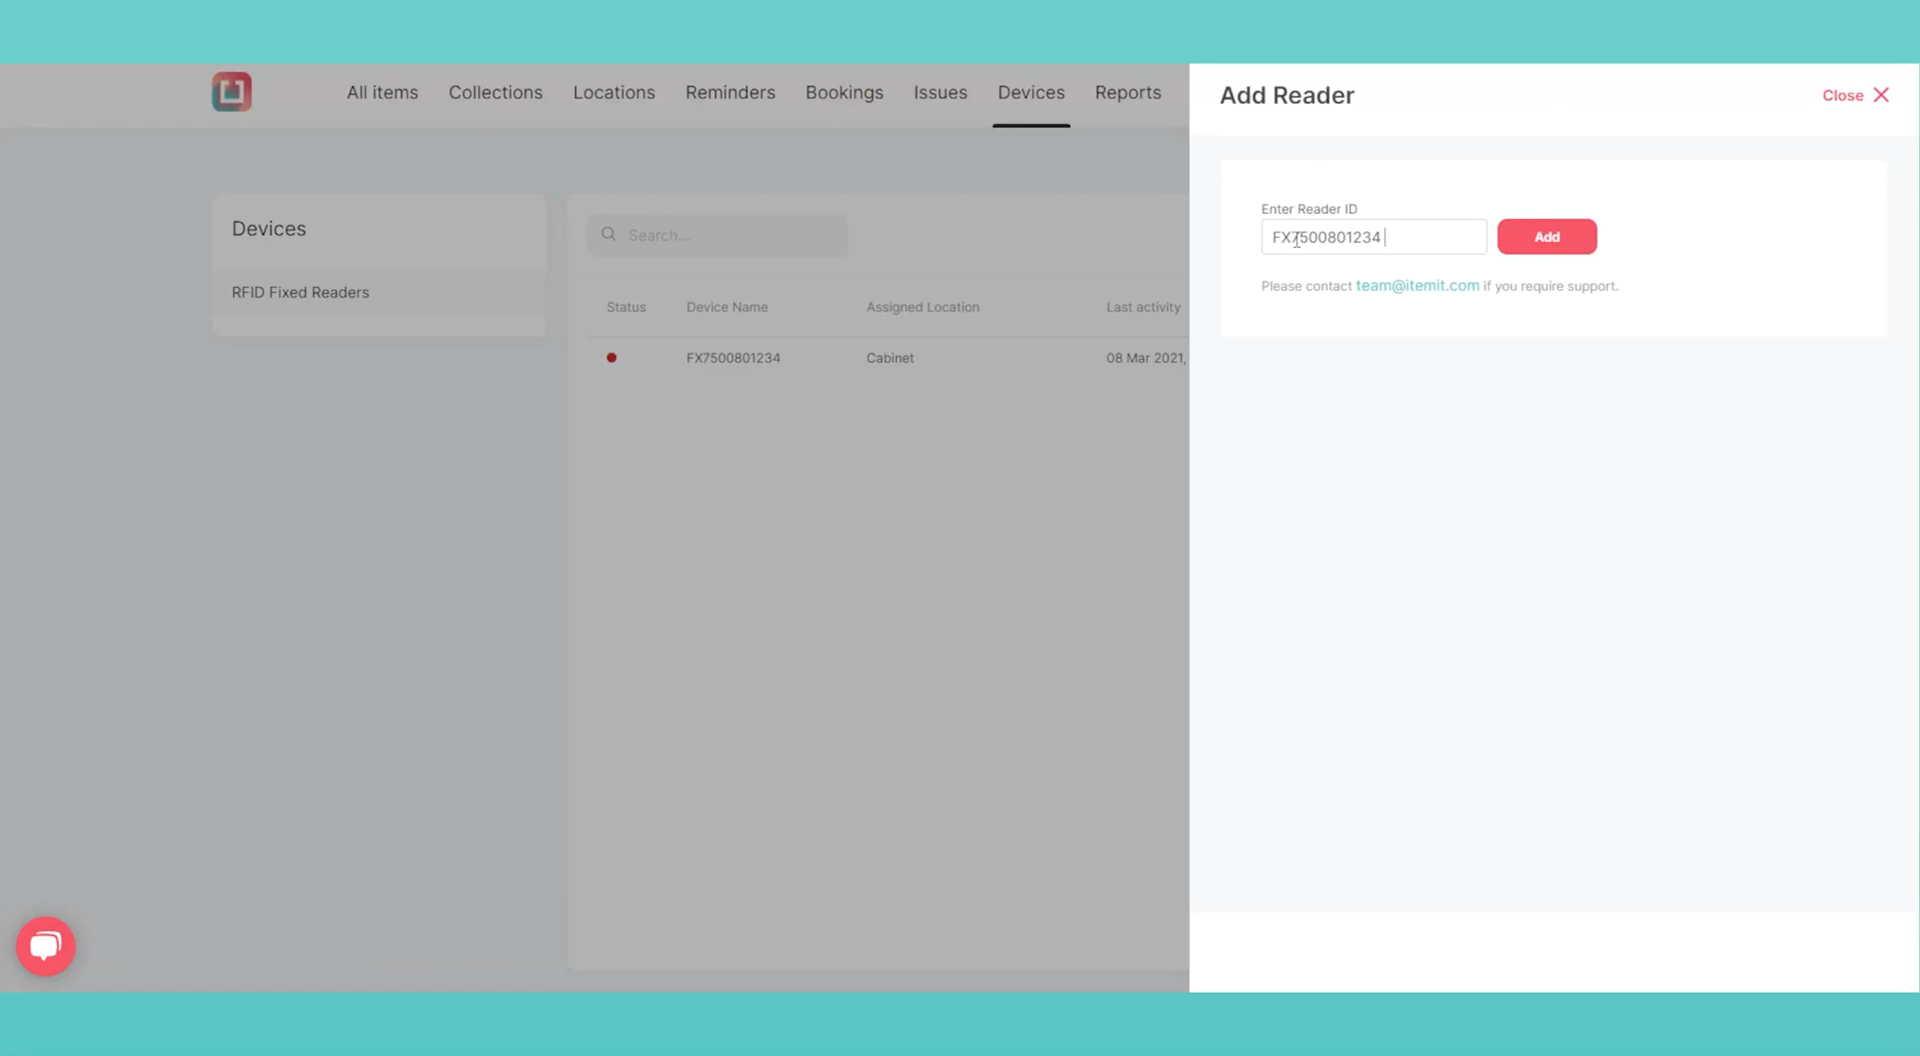 All items Collections Locations Reminders Bookings Issues Devices Reports
Devices
RFID Fixed Readers
Search...
Status Device Name Assigned Location Last activity
FX7500801234 Cabinet 08 Mar 2021,
Add Reader
Close
Enter Reader ID
FX7500801234
Add
Please contact team@itemit.com if you require support.